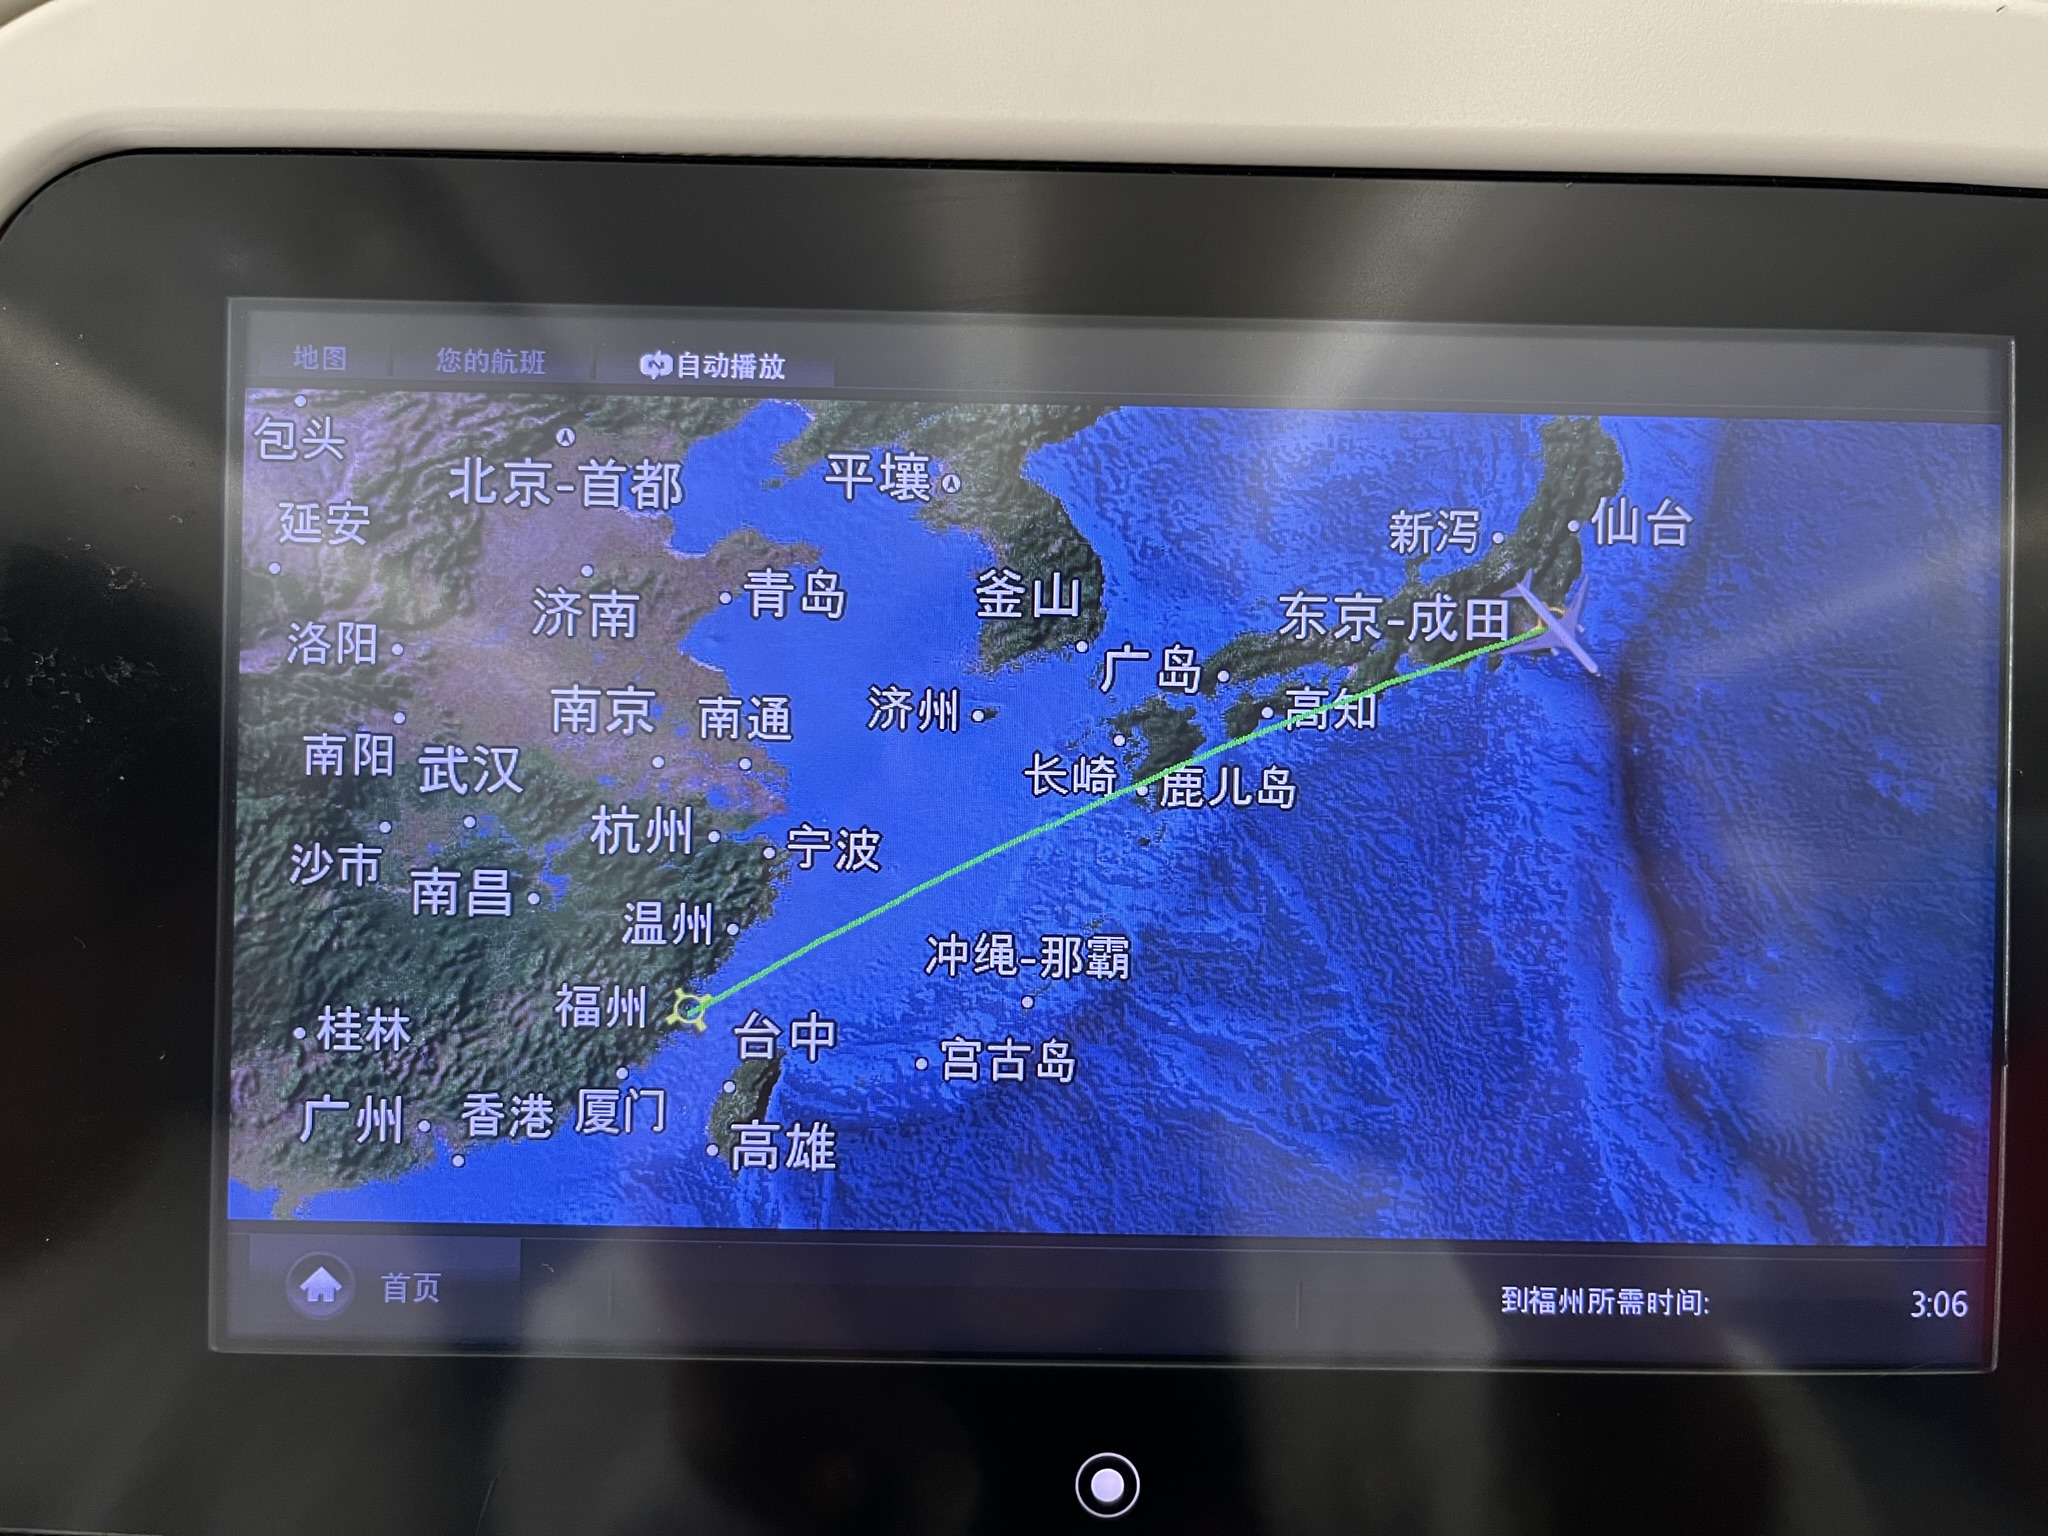 地图
您的航班
自动播放
包头
北京-首都
平壤
延安
新泻
仙台
济南
青岛
釜山
东京-成田
洛阳
广岛
南京
南通
济州
高知
南阳
武汉
长崎
鹿儿岛
杭州
宁波
沙市
南昌
温州
冲绳-那霸
福州
桂林
台中
宫古岛
广州
香港
厦门
高雄
首页
到福州所需时间:
3:06